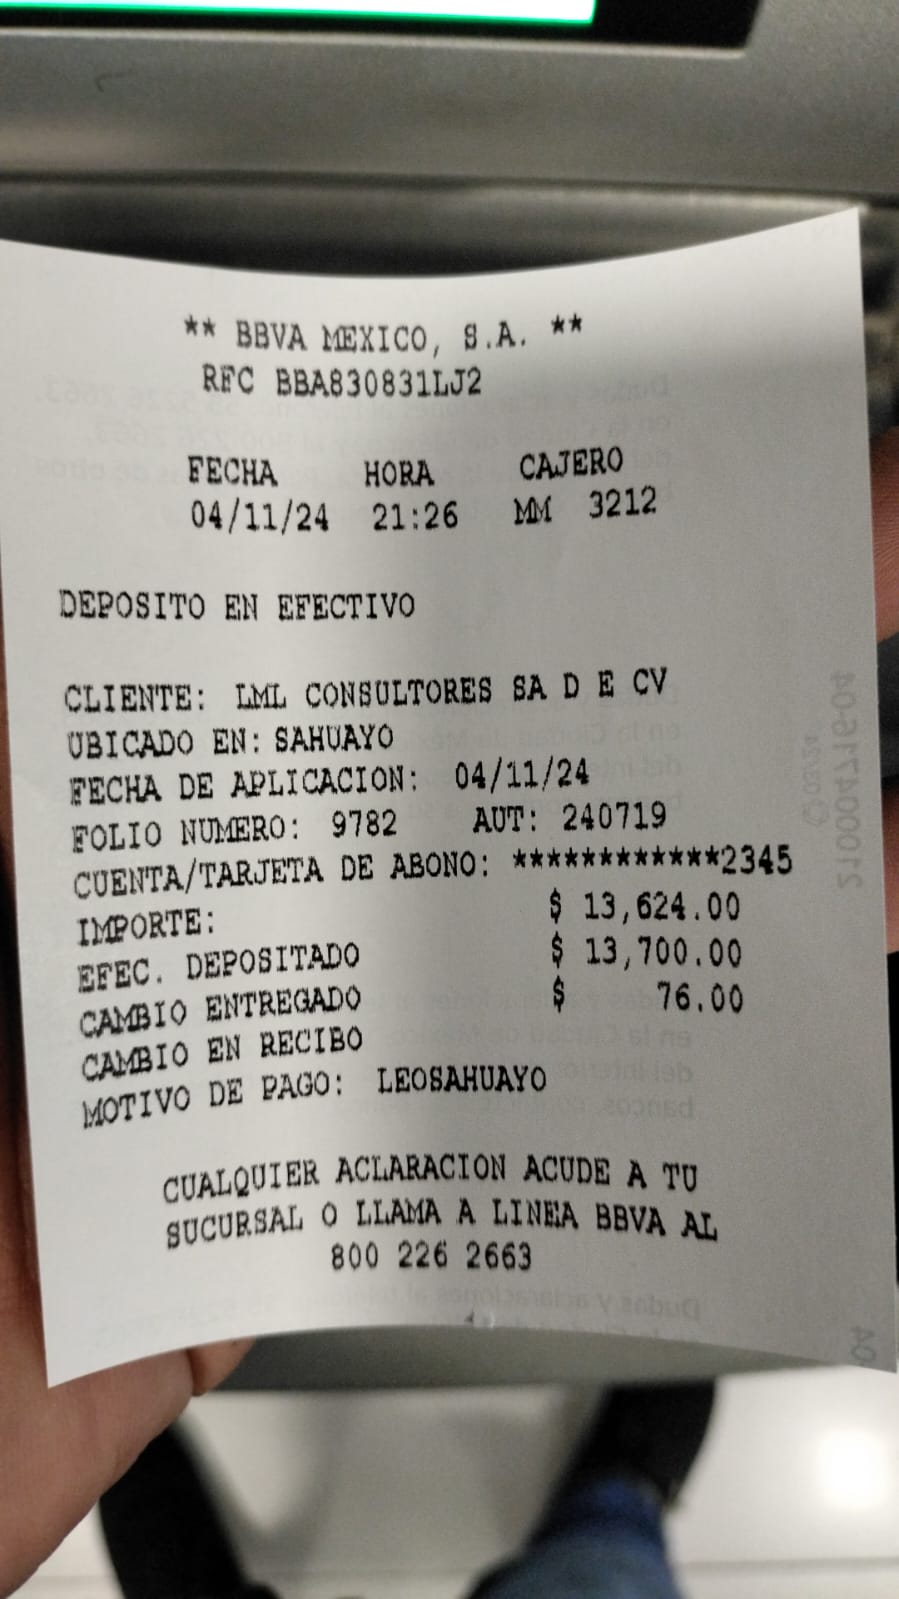 ** BBVA MEXICO, S.A. **
RFC BBA830831LJ2
FECHA HORA CAJERO
04/11/24 21:26 MM 3212
DEPOSITO EN EFECTIVO
CLIENTE: LML CONSULTORES SA D E CV
UBICADO EN: SAHUAYO
FECHA DE APLICACION: 04/11/24
FOLIO NUMERO: 9782 AUT: 240719
CUENTA/TARJETA DE ABONO: ************2345
IMPORTE: $ 13,624.00
EFEC. DEPOSITADO $ 13,700.00
CAMBIO ENTREGADO $ 76.00
CAMBIO EN RECIBO
MOTIVO DE PAGO: LEOSAHUAYO
CUALQUIER ACLARACION ACUDE A TU
SUCURSAL O LLAMA A LINEA BBVA AL
800 226 2663